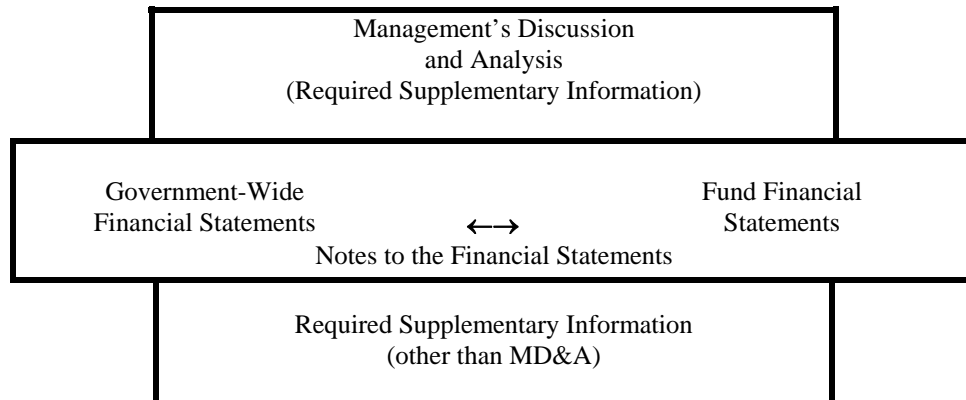 Management’s Discussion
and Analysis
(Required Supplementary Information)
Government-Wide
Financial Statements
Fund Financial
Statements
←→
Notes to the Financial Statements
Required Supplementary Information
(other than MD&A)